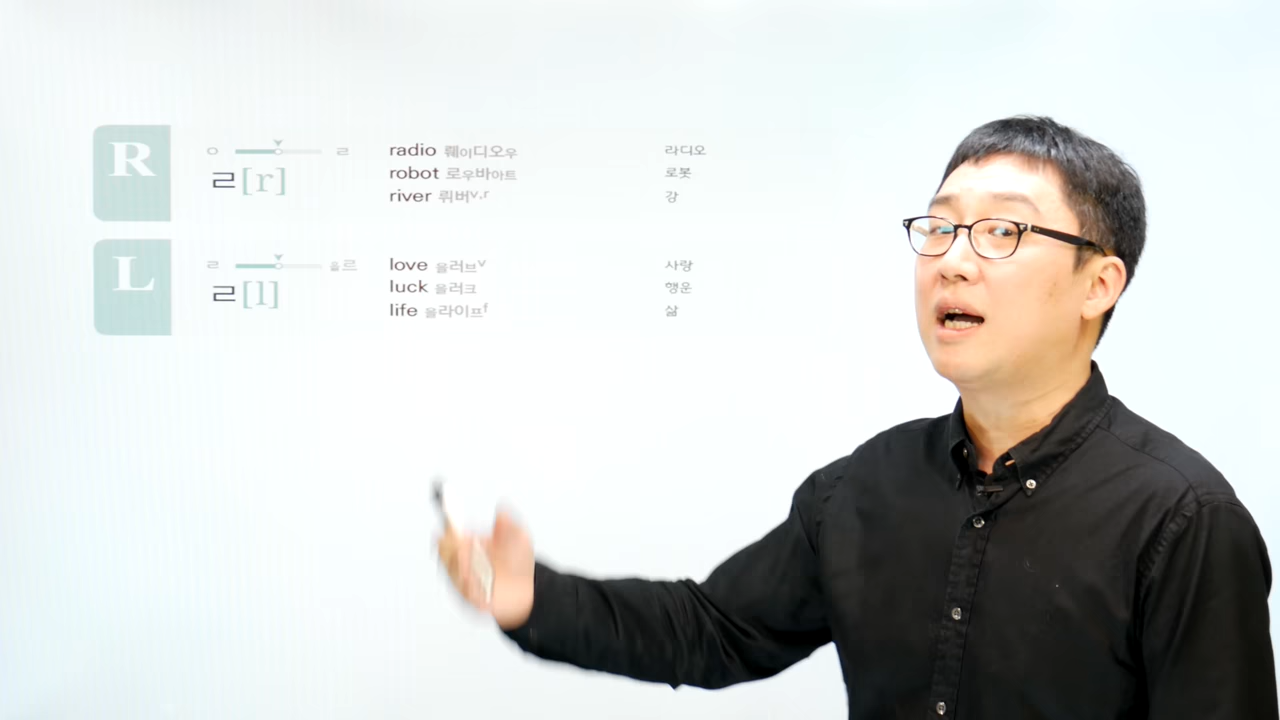 R
ㅇ ㄹ
ㄹ[r]
radio 뤠이디오우 라디오
robot 로우바아트 로봇
river 뤼버v.r 강
L
ㄹ 을르
ㄹ[l]
love 을러브v 사랑
luck 을러크 행운
life 을라이프f 삶